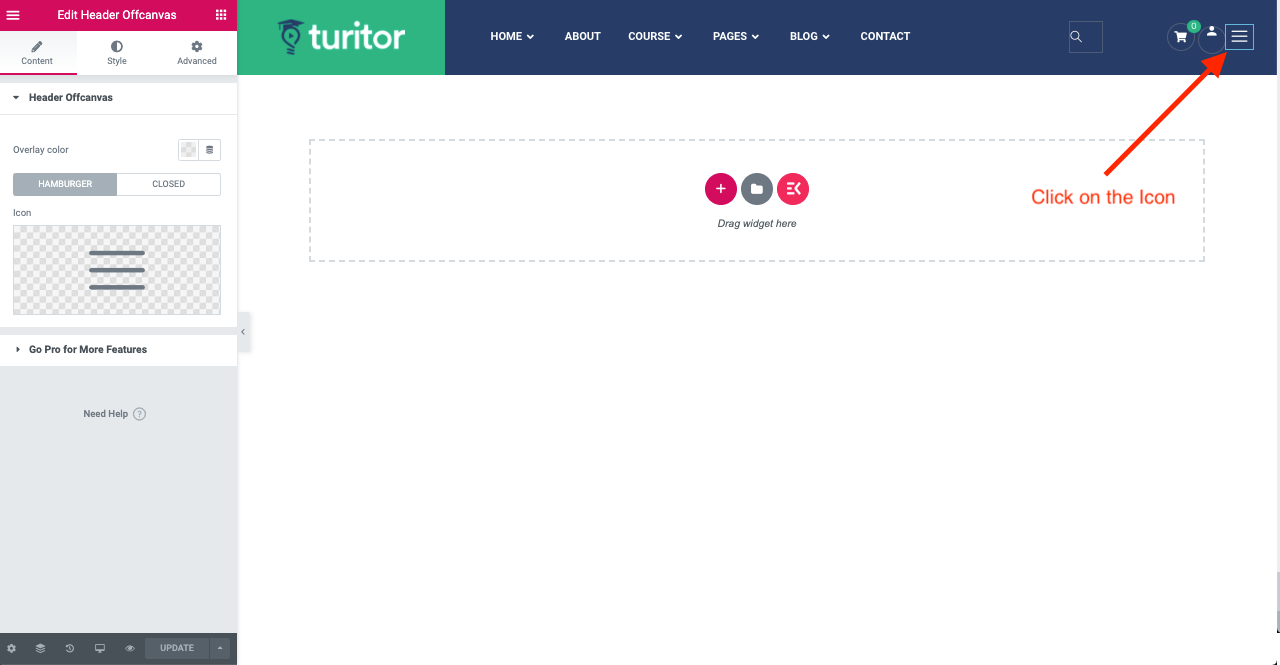 Edit Header Offcanvas
Content Style Advanced
Header Offcanvas
Overlay color
HAMBURGER CLOSED
Icon
Go Pro for More Features
Need Help ?
UPDATE
turitor
HOME ABOUT COURSE PAGES BLOG CONTACT
0
Drag widget here
Click on the Icon